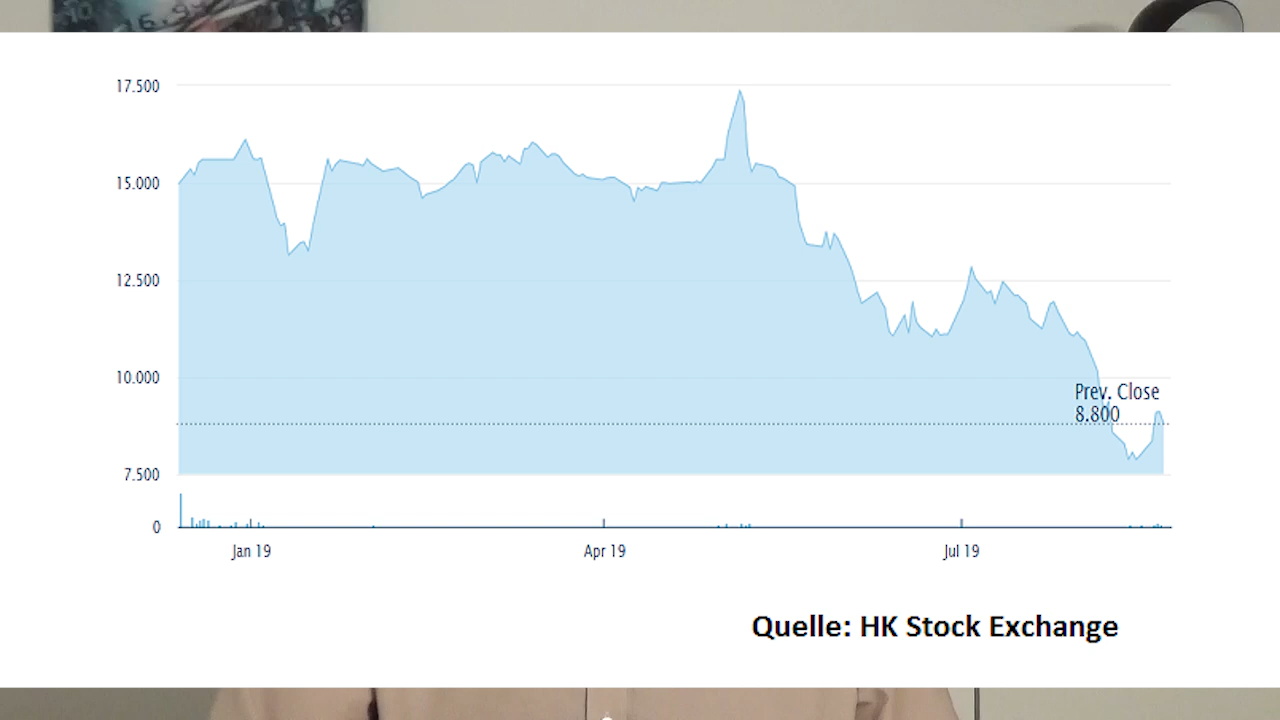 17.500
15.000
12.500
10.000
Prev. Close
8.800
7.500
0
Jan 19
Apr 19
Jul 19
Quelle: HK Stock Exchange